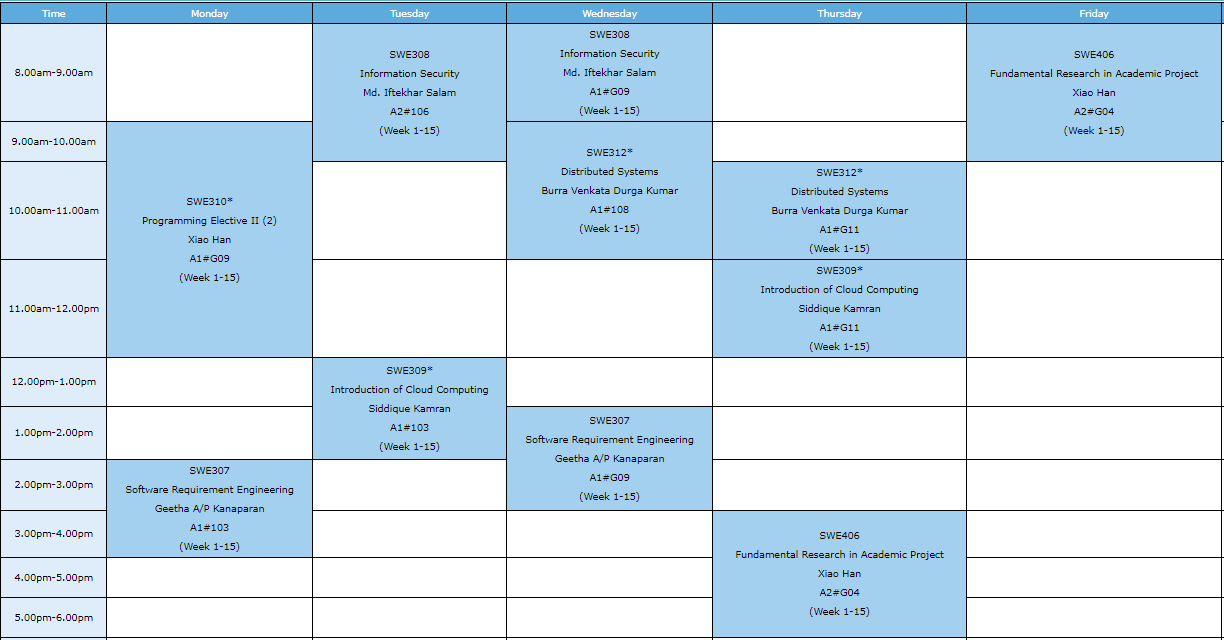 Time Monday Tuesday Wednesday Thursday Friday
8.00am-9.00am
SWE308
Information Security
Md. Iftekhar Salam
A2#106
(Week 1-15)
SWE308
Information Security
Md. Iftekhar Salam
A1#G09
(Week 1-15)
SWE406
Fundamental Research in Academic Project
Xiao Han
A2#G04
(Week 1-15)
9.00am-10.00am
SWE310*
Programming Elective II (2)
Xiao Han
A1#G09
(Week 1-15)
SWE312*
Distributed Systems
Burra Venkata Durga Kumar
A1#108
(Week 1-15)
10.00am-11.00am
SWE312*
Distributed Systems
Burra Venkata Durga Kumar
A1#G11
(Week 1-15)
11.00am-12.00pm
SWE309*
Introduction of Cloud Computing
Siddique Kamran
A1#G11
(Week 1-15)
12.00pm-1.00pm
SWE309*
Introduction of Cloud Computing
Siddique Kamran
A1#103
(Week 1-15)
1.00pm-2.00pm
SWE307
Software Requirement Engineering
Geetha A/P Kanaparan
A1#G09
(Week 1-15)
2.00pm-3.00pm
SWE307
Software Requirement Engineering
Geetha A/P Kanaparan
A1#103
(Week 1-15)
3.00pm-4.00pm
SWE406
Fundamental Research in Academic Project
Xiao Han
A2#G04
(Week 1-15)
4.00pm-5.00pm
5.00pm-6.00pm